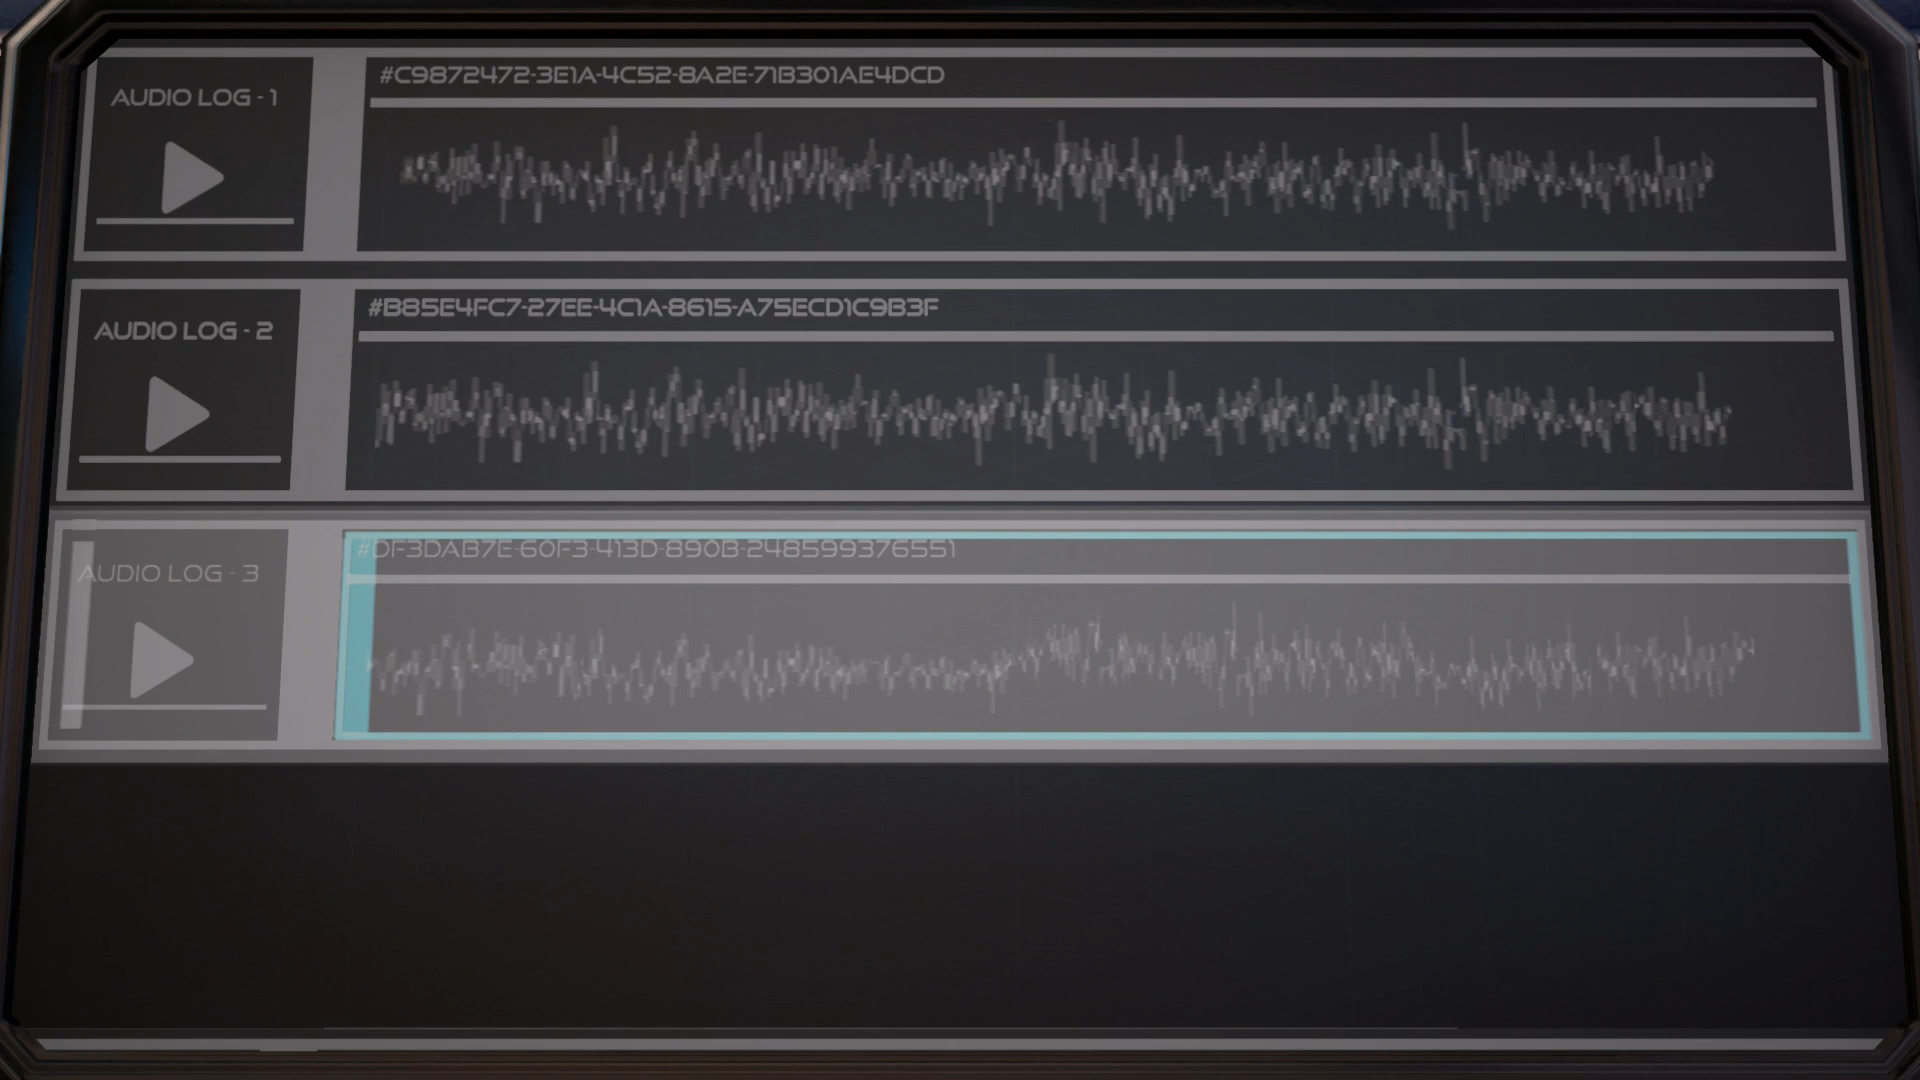 AUDIO LOG - 1
#C9872472-3E1A-4C52-8A2E-71B301AE4DCD
AUDIO LOG - 2
#B85E4FC7-27EE-4C1A-8615-A75ECD1C9B3F
AUDIO LOG - 3
#DF3DAB7E-60F3-413D-890B-248599376551